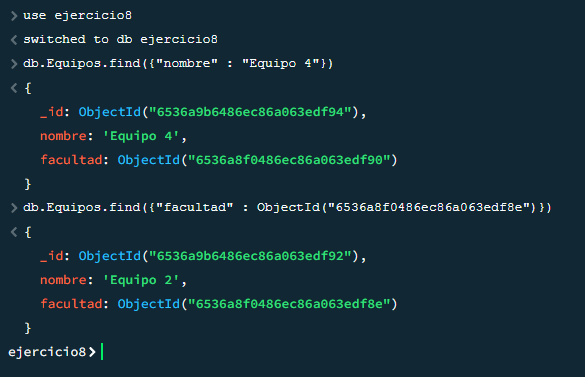 > use ejercicio8
< switched to db ejercicio8
> db.Equipos.find({"nombre" : "Equipo 4"})
< {
_id: ObjectId("6536a9b6486ec86a063edf94"),
nombre: 'Equipo 4',
facultad: ObjectId("6536a8f0486ec86a063edf90")
}
> db.Equipos.find({"facultad" : ObjectId("6536a8f0486ec86a063edf8e")})
< {
_id: ObjectId("6536a9b6486ec86a063edf92"),
nombre: 'Equipo 2',
facultad: ObjectId("6536a8f0486ec86a063edf8e")
}
ejercicio8>